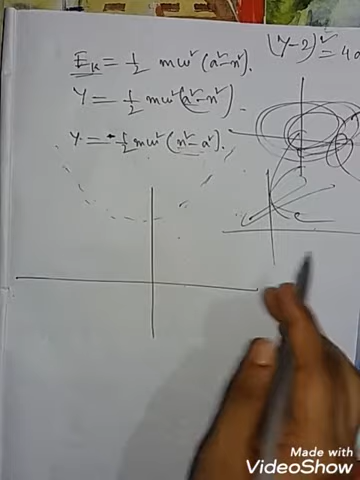 E_K = 1/2 mω² (a² - x²).
(Y-2)² = 4a
Y = 1/2 mω² (a² - x²)
Y = -1/2 mω² (x² - a²).
Made with
VideoShow